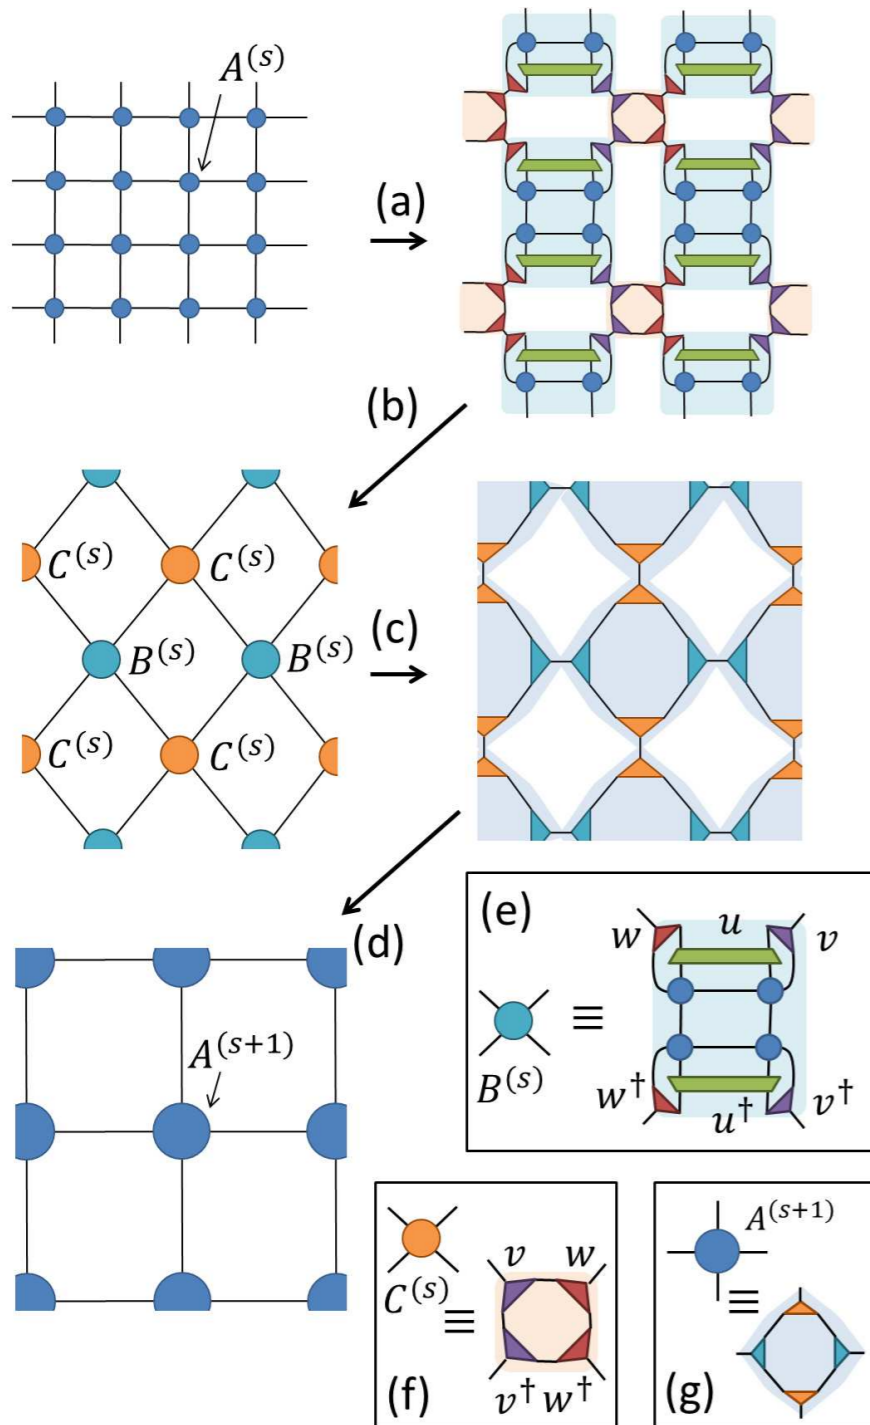 A^(s)
(a)
(b)
C^(s) C^(s)
(c)
B^(s) B^(s)
C^(s) C^(s)
(d)
A^(s+1)
(e)
w u v
≡
B^(s)
w† u† v†
A^(s+1)
v w
C^(s) ≡
≡
v† w†
(f) (g)